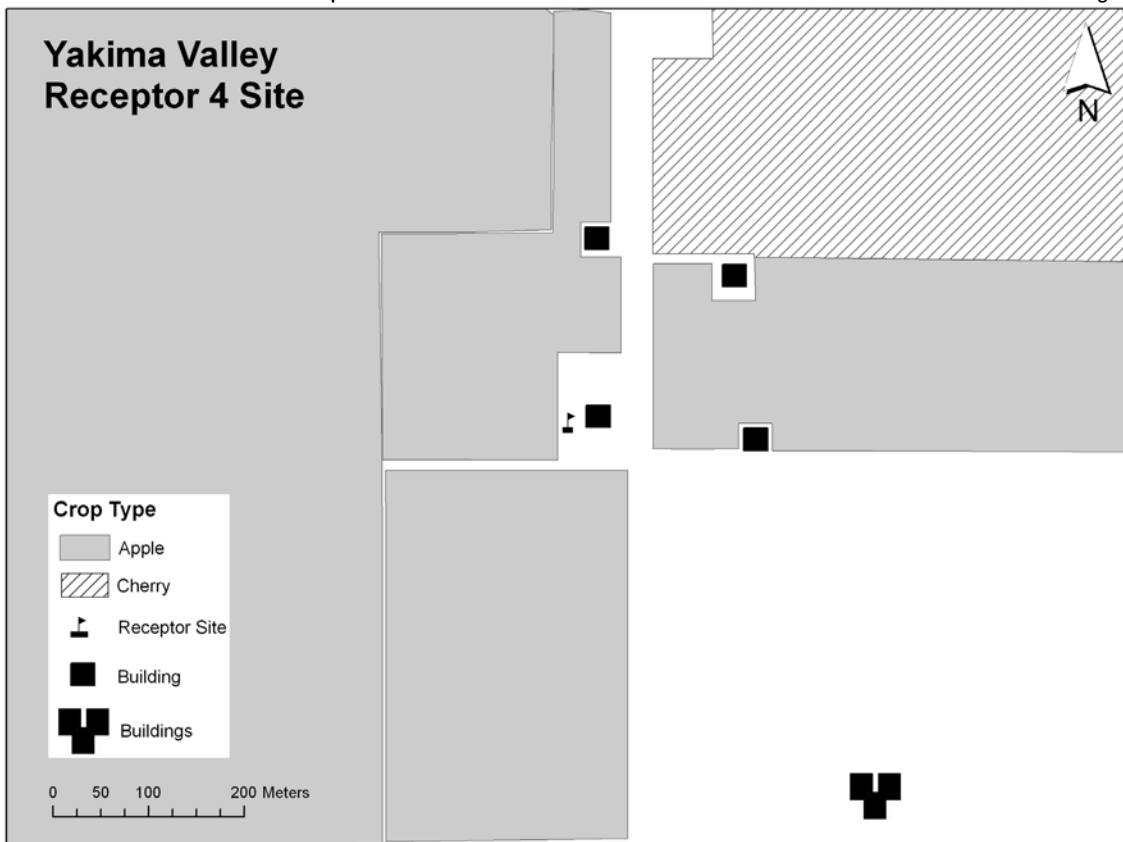 Yakima Valley
Receptor 4 Site
N
Crop Type
Apple
Cherry
Receptor Site
Building
Buildings
0 50 100 200 Meters